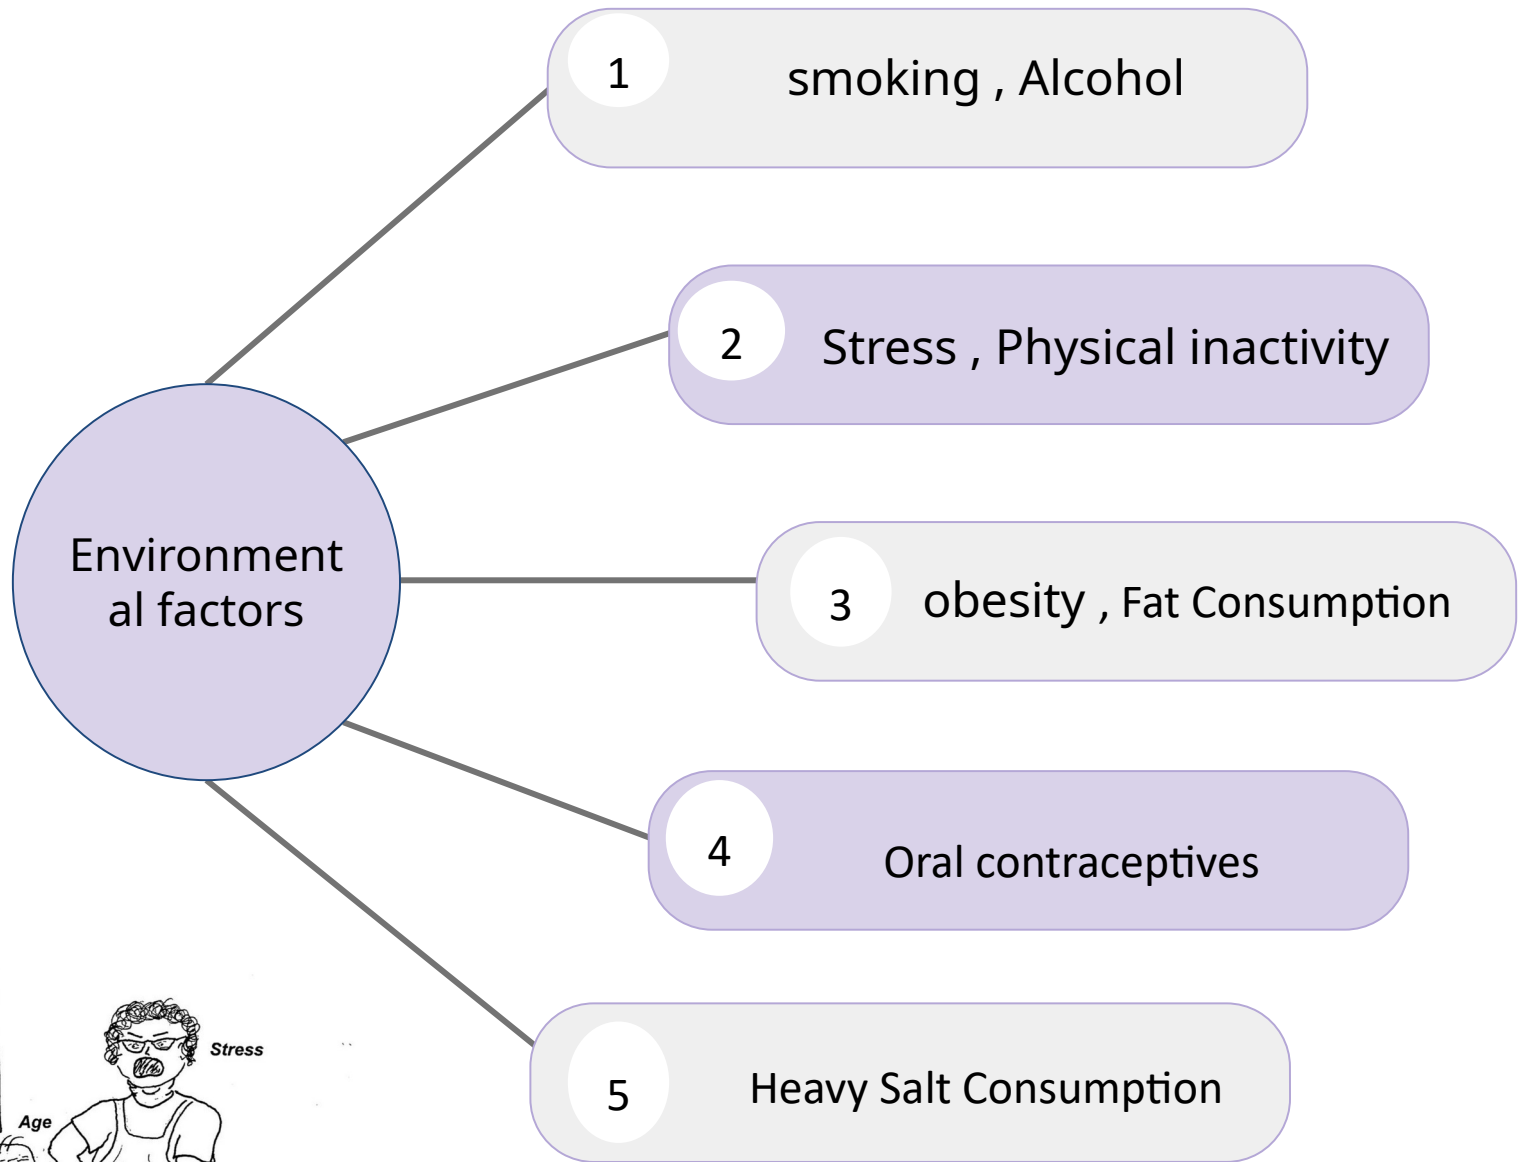 1
smoking , Alcohol
2
Stress , Physical inactivity
Environment
al factors
3
obesity , Fat Consumption
4
Oral contraceptives
5
Heavy Salt Consumption
Stress
Age